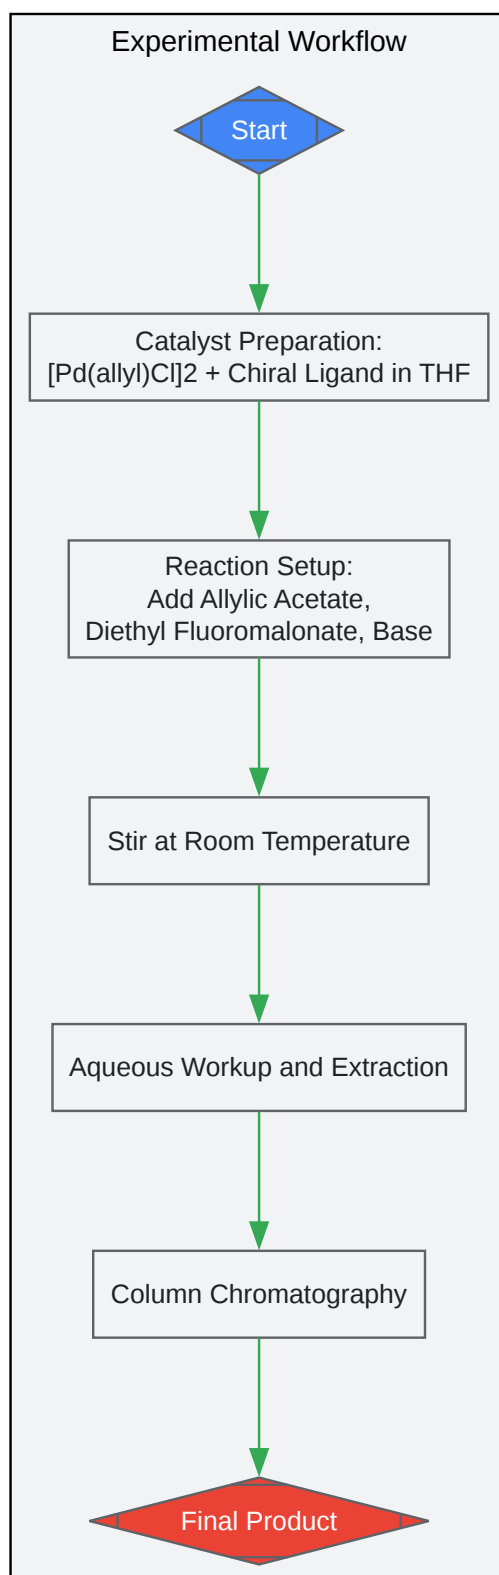 Experimental Workflow
Start
Catalyst Preparation:
[Pd(allyl)Cl]2 + Chiral Ligand in THF
Reaction Setup:
Add Allylic Acetate,
Diethyl Fluoromalonate, Base
Stir at Room Temperature
Aqueous Workup and Extraction
Column Chromatography
Final Product